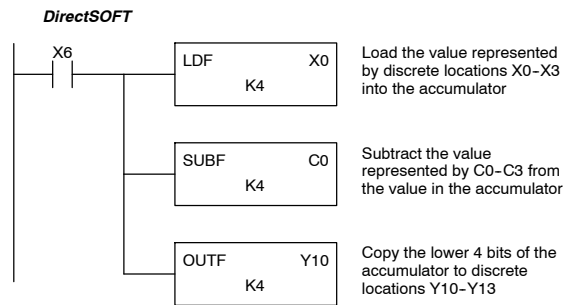 DirectSOFT
X6
LDF X0
K4
Load the value represented
by discrete locations X0-X3
into the accumulator
SUBF C0
K4
Subtract the value
represented by C0-C3 from
the value in the accumulator
OUTF Y10
K4
Copy the lower 4 bits of the
accumulator to discrete
locations Y10-Y13